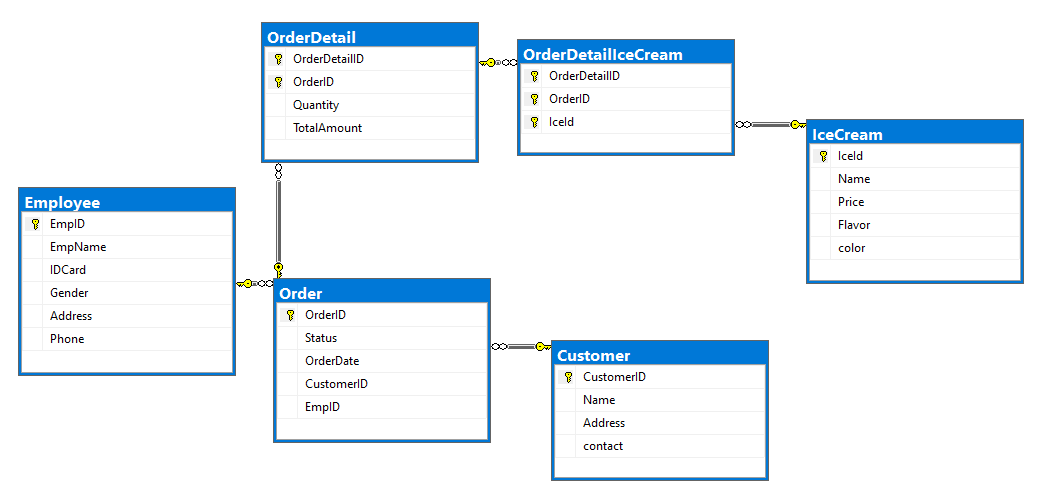 OrderDetail
OrderDetailID
OrderID
Quantity
TotalAmount
OrderDetailIceCream
OrderDetailID
OrderID
IceId
IceCream
IceId
Name
Price
Flavor
color
Employee
EmpID
EmpName
IDCard
Gender
Address
Phone
Order
OrderID
Status
OrderDate
CustomerID
EmpID
Customer
CustomerID
Name
Address
contact